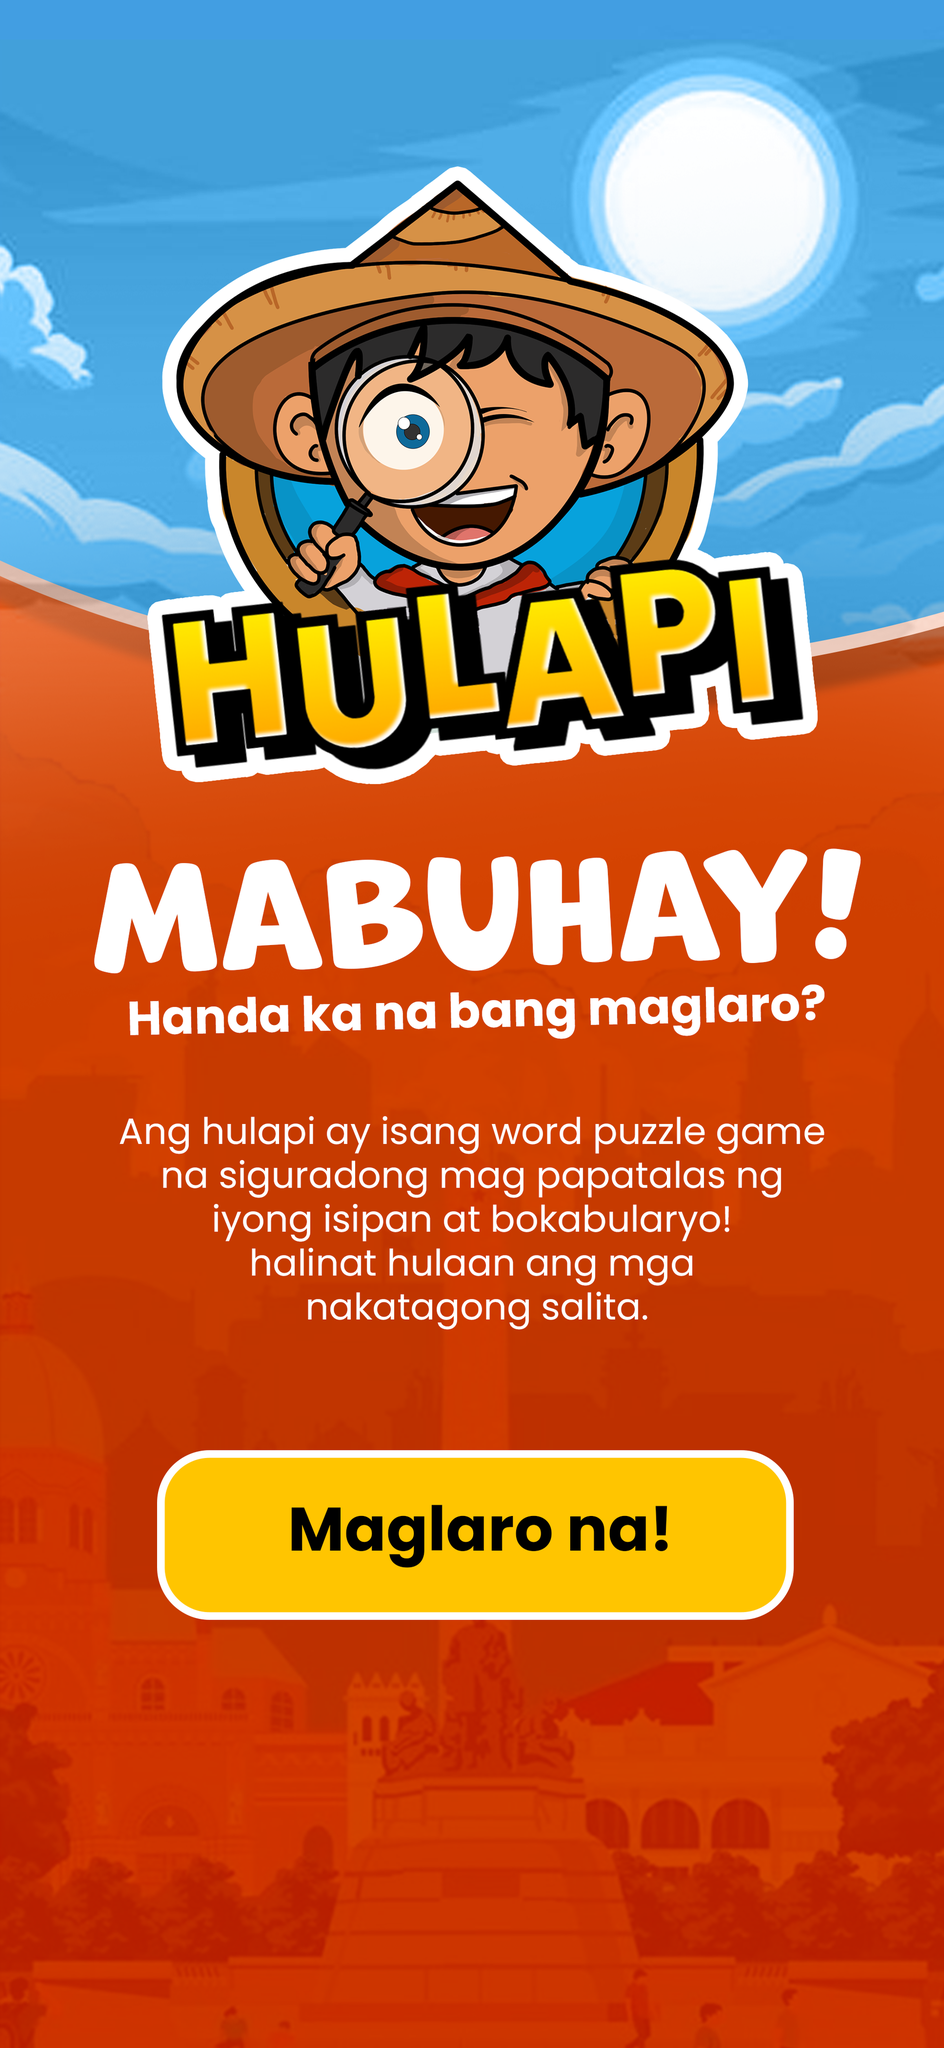 HULAPI
MABUHAY!
Handa ka na bang maglaro?
Ang hulapi ay isang word puzzle game
na siguradong mag papatalas ng
iyong isipan at bokabularyo!
halinat hulaan ang mga
nakatagong salita.
Maglaro na!